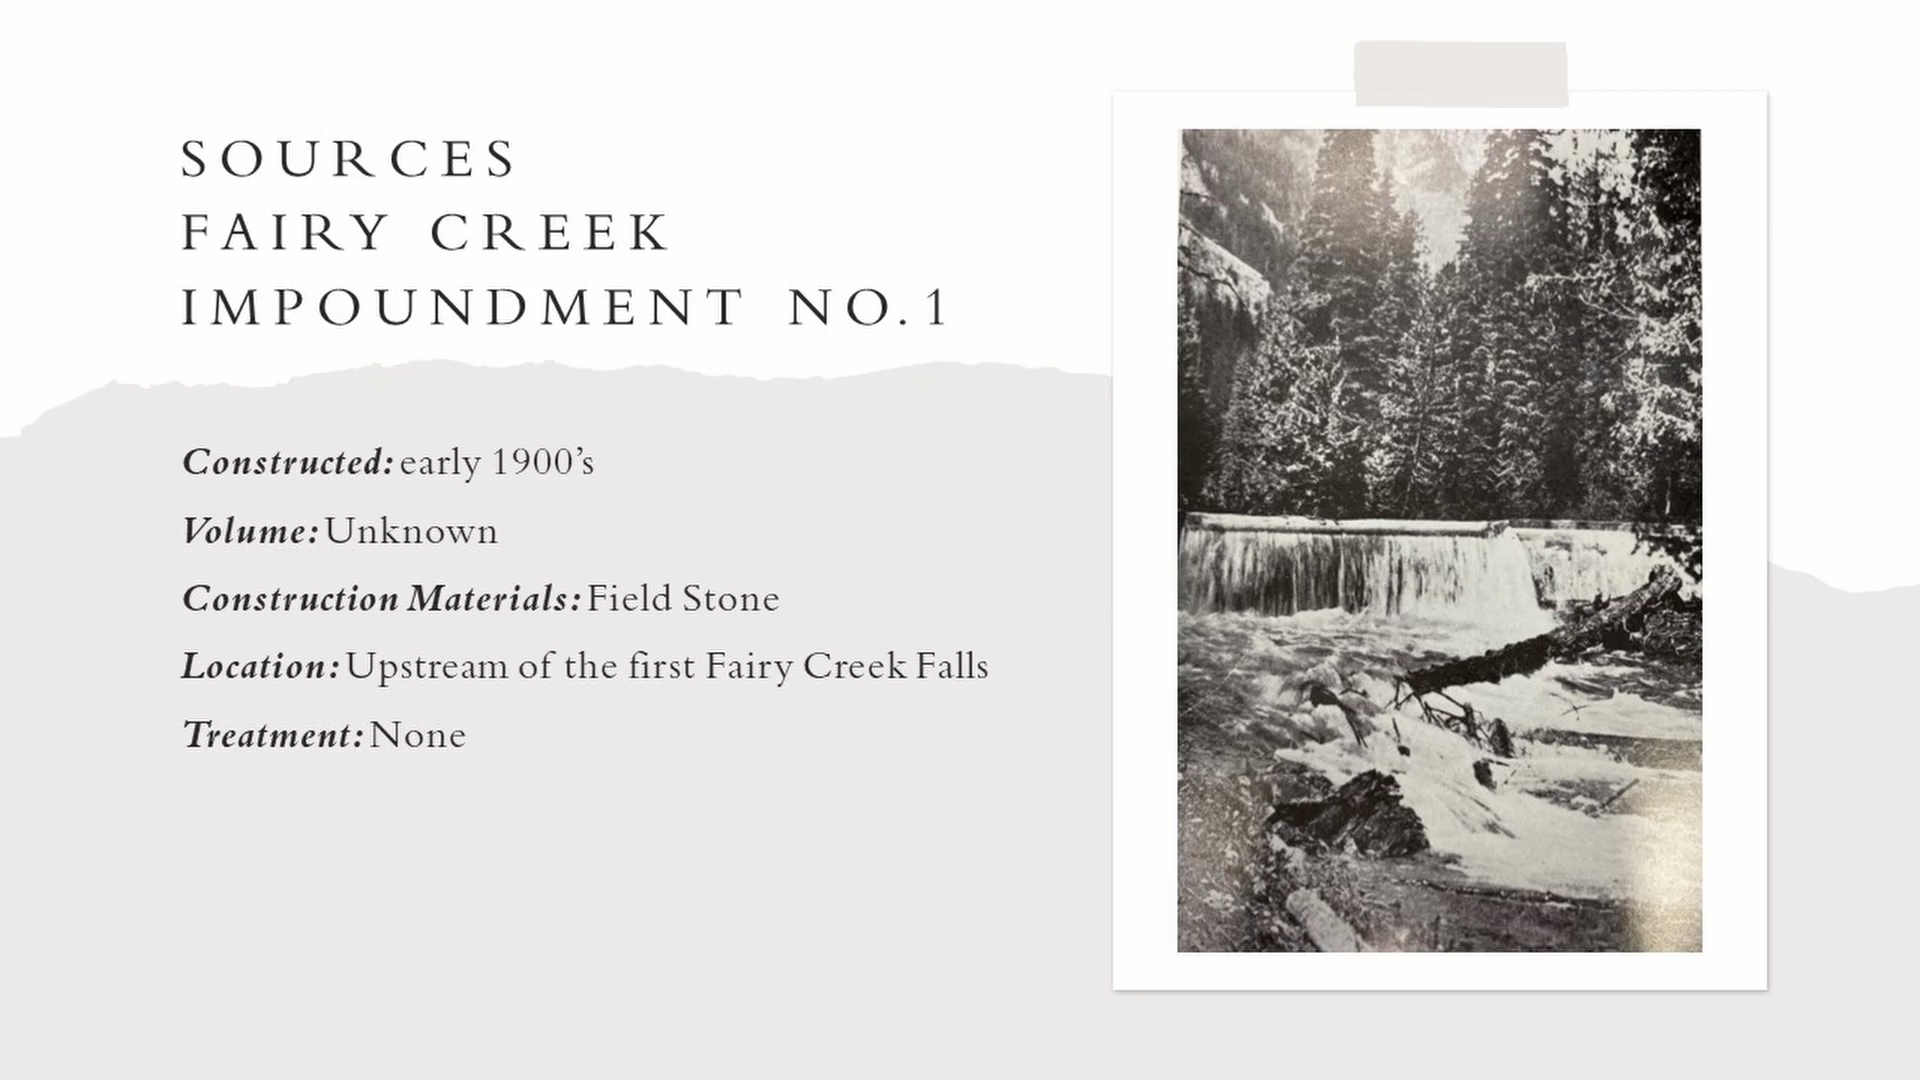 SOURCES
FAIRY CREEK
IMPOUNDMENT NO.1
Constructed: early 1900’s
Volume: Unknown
Construction Materials: Field Stone
Location: Upstream of the first Fairy Creek Falls
Treatment: None